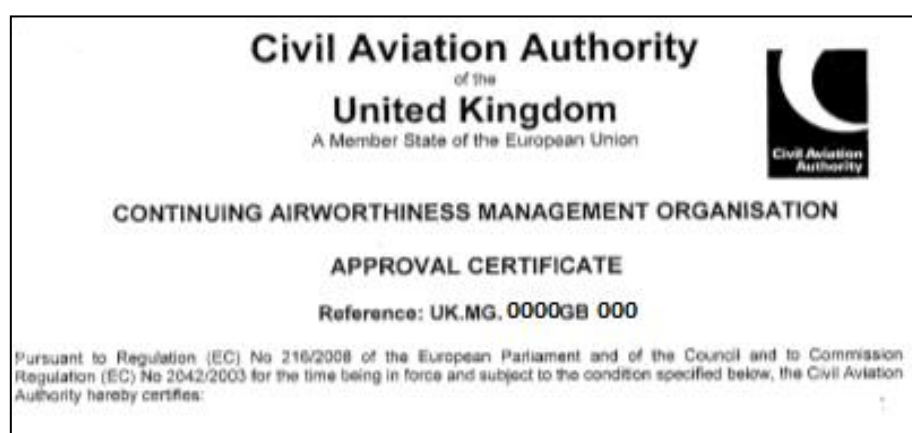 Civil Aviation Authority
of the
United Kingdom
A Member State of the European Union
Civil Aviation
Authority
CONTINUING AIRWORTHINESS MANAGEMENT ORGANISATION
APPROVAL CERTIFICATE
Reference: UK.MG. 0000GB 000
Pursuant to Regulation (EC) No 216/2008 of the European Parliament and of the Council and to Commission
Regulation (EC) No 2042/2003 for the time being in force and subject to the condition specified below, the Civil Aviation
Authority hereby certifies: